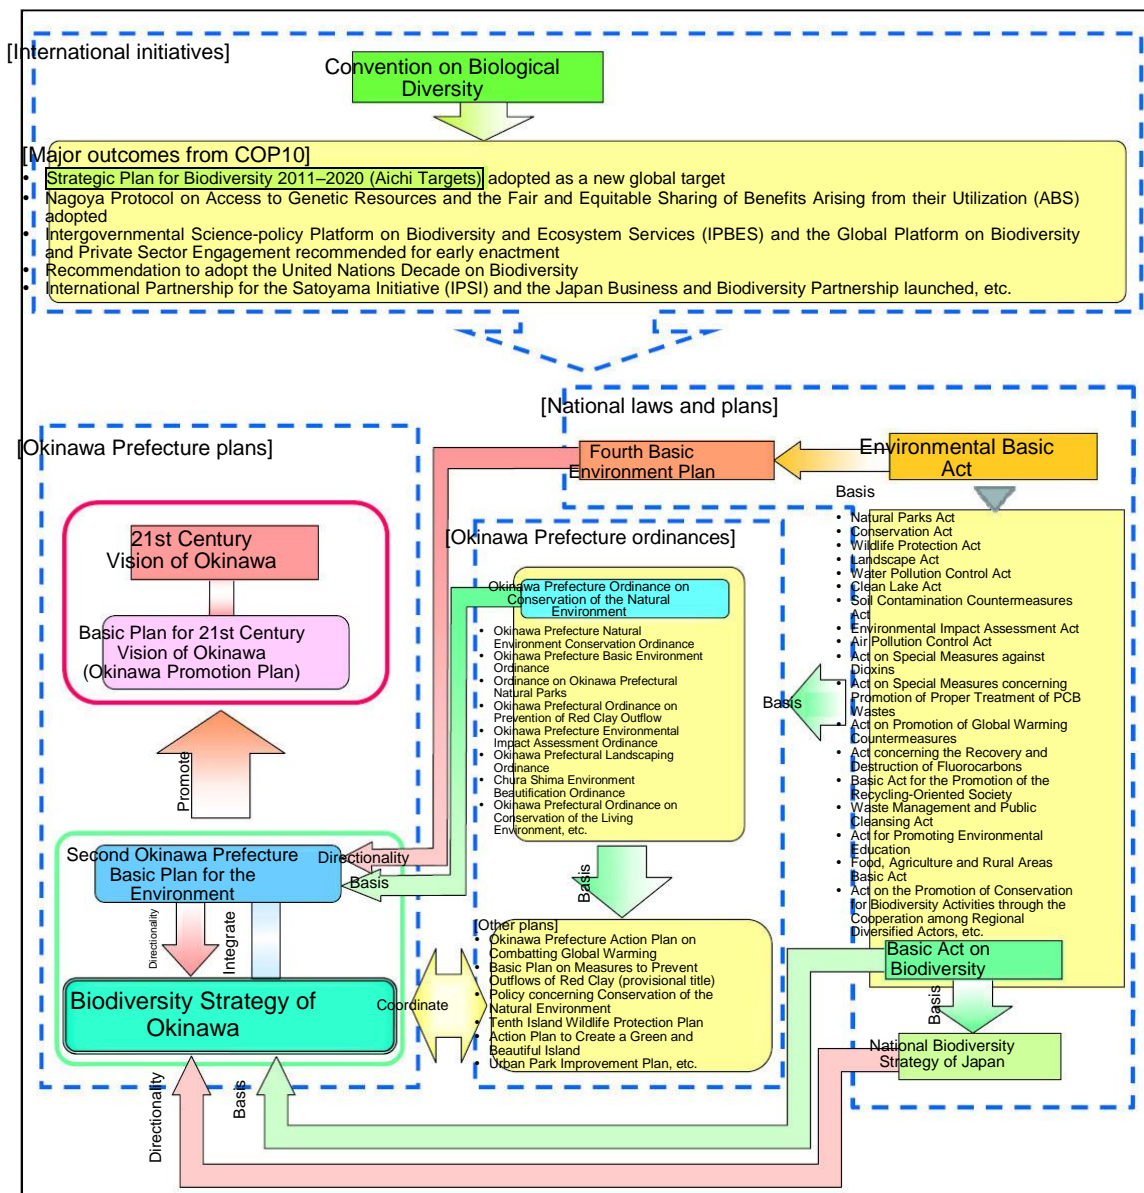 [International initiatives]
Convention on Biological
Diversity
[Major outcomes from COP10]
• Strategic Plan for Biodiversity 2011–2020 (Aichi Targets) adopted as a new global target
• Nagoya Protocol on Access to Genetic Resources and the Fair and Equitable Sharing of Benefits Arising from their Utilization (ABS)
adopted
• Intergovernmental Science-policy Platform on Biodiversity and Ecosystem Services (IPBES) and the Global Platform on Biodiversity
and Private Sector Engagement recommended for early enactment
• Recommendation to adopt the United Nations Decade on Biodiversity
• International Partnership for the Satoyama Initiative (IPSI) and the Japan Business and Biodiversity Partnership launched, etc.
[National laws and plans]
Fourth Basic
Environment Plan
Environmental Basic
Act
Basis
• Natural Parks Act
• Conservation Act
• Wildlife Protection Act
• Landscape Act
• Water Pollution Control Act
• Clean Lake Act
• Soil Contamination Countermeasures
Act
• Environmental Impact Assessment Act
• Air Pollution Control Act
• Act on Special Measures against
Dioxins
• Act on Special Measures concerning
Promotion of Proper Treatment of PCB
Wastes
• Act on Promotion of Global Warming
Countermeasures
• Act concerning the Recovery and
Destruction of Fluorocarbons
• Basic Act for the Promotion of the
Recycling-Oriented Society
• Waste Management and Public
Cleansing Act
• Act for Promoting Environmental
Education
• Food, Agriculture and Rural Areas
Basic Act
• Act on the Promotion of Conservation
for Biodiversity Activities through the
Cooperation among Regional
Diversified Actors, etc.
Basic Act on
Biodiversity
Basis
National Biodiversity
Strategy of Japan
Basis
[Okinawa Prefecture ordinances]
Okinawa Prefecture Ordinance on
Conservation of the Natural
Environment
• Okinawa Prefecture Natural
Environment Conservation Ordinance
• Okinawa Prefecture Basic Environment
Ordinance
• Ordinance on Okinawa Prefectural
Natural Parks
• Okinawa Prefectural Ordinance on
Prevention of Red Clay Outflow
• Okinawa Prefecture Environmental
Impact Assessment Ordinance
• Okinawa Prefectural Landscaping
Ordinance
• Chura Shima Environment
Beautification Ordinance
• Okinawa Prefectural Ordinance on
Conservation of the Living
Environment, etc.
Basis
[Other plans]
• Okinawa Prefecture Action Plan on
Combatting Global Warming
• Basic Plan on Measures to Prevent
Outflows of Red Clay (provisional title)
• Policy concerning Conservation of the
Natural Environment
• Tenth Island Wildlife Protection Plan
• Action Plan to Create a Green and
Beautiful Island
• Urban Park Improvement Plan, etc.
[Okinawa Prefecture plans]
21st Century
Vision of Okinawa
Basic Plan for 21st Century
Vision of Okinawa
(Okinawa Promotion Plan)
Promote
Second Okinawa Prefecture
Basic Plan for the
Environment
Directionality
Basis
Directionality
Integrate
Biodiversity Strategy of
Okinawa
Coordinate
Directionality
Basis